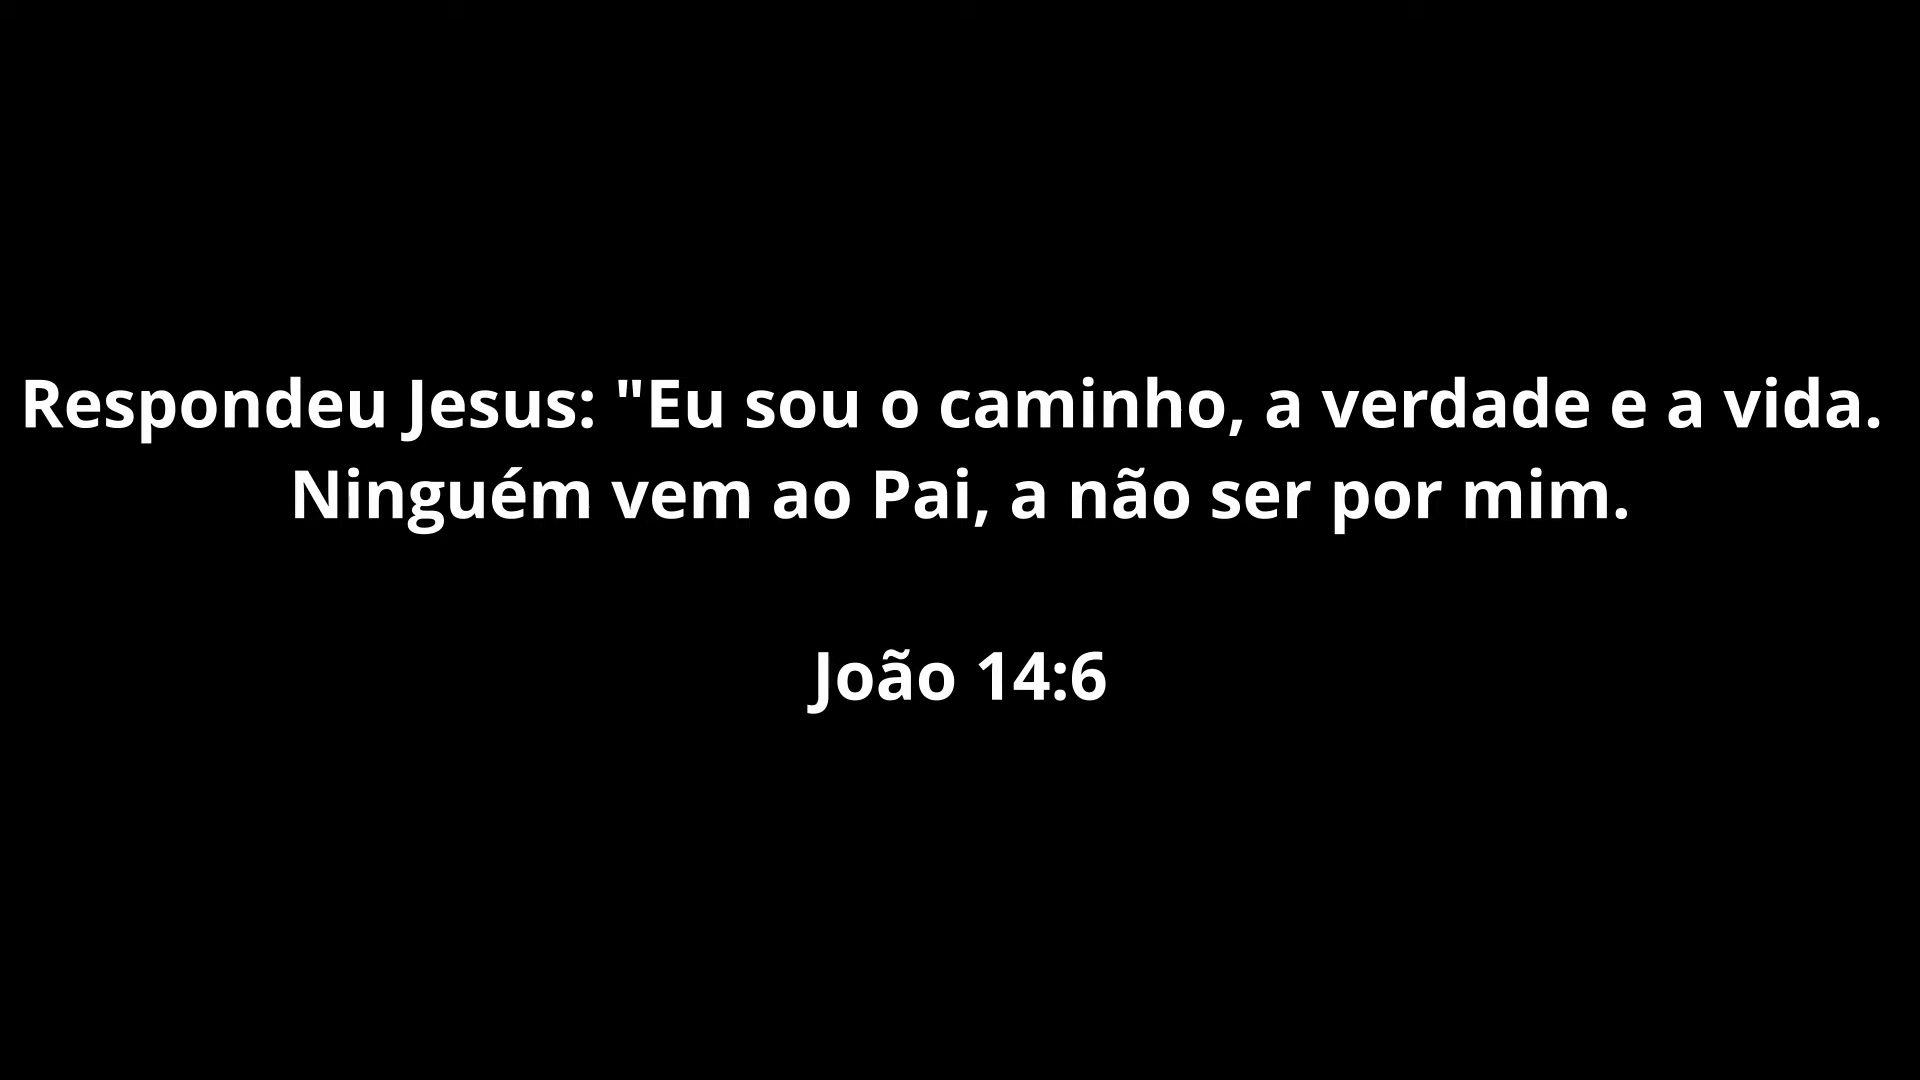 Respondeu Jesus: "Eu sou o caminho, a verdade e a vida.
Ninguém vem ao Pai, a não ser por mim.
João 14:6